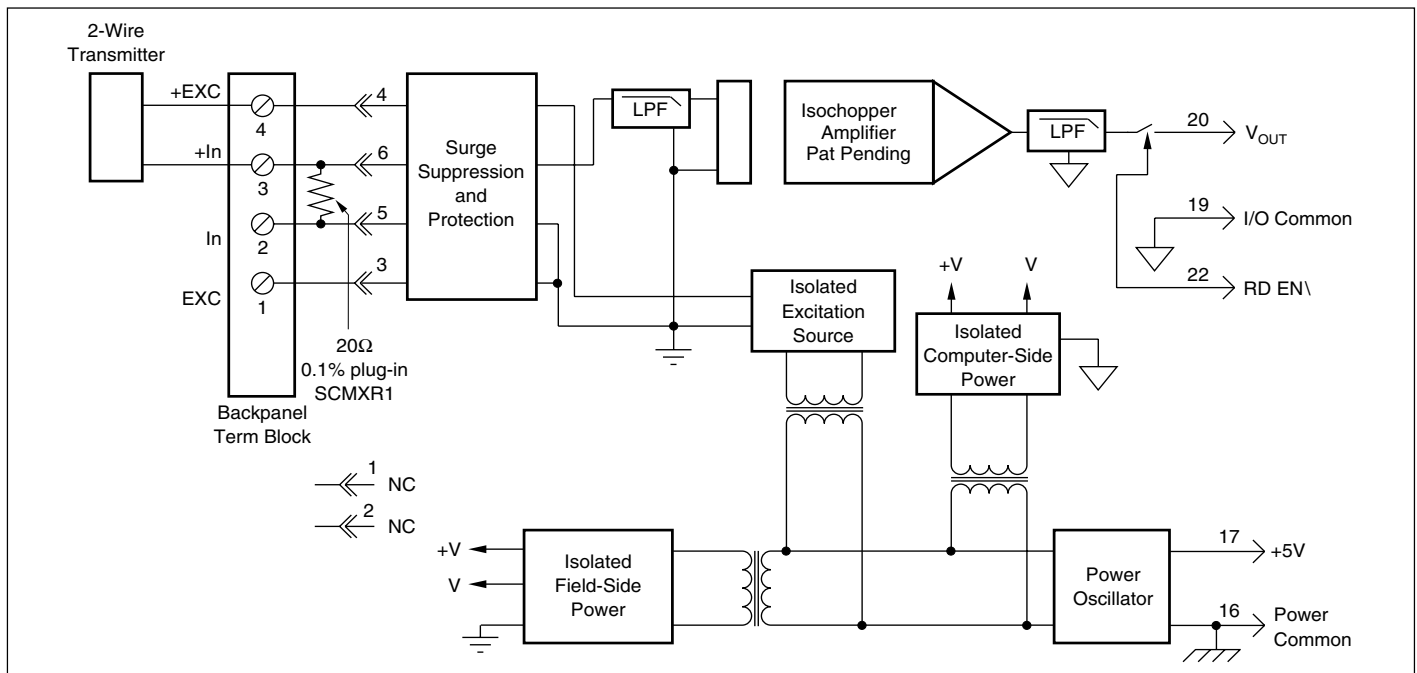 2-Wire
Transmitter
+EXC
4
4
+In
3
6
In
2
5
EXC
1
3
20Ω
0.1% plug-in
SCMXR1
Backpanel
Term Block
Surge
Suppression
and
Protection
LPF
Isochopper
Amplifier
Pat Pending
LPF
20
VOUT
19
I/O Common
22
RD EN\
Isolated
Excitation
Source
+V
V
Isolated
Computer-Side
Power
1
NC
2
NC
+V
V
Isolated
Field-Side
Power
Power
Oscillator
17
+5V
16
Power
Common